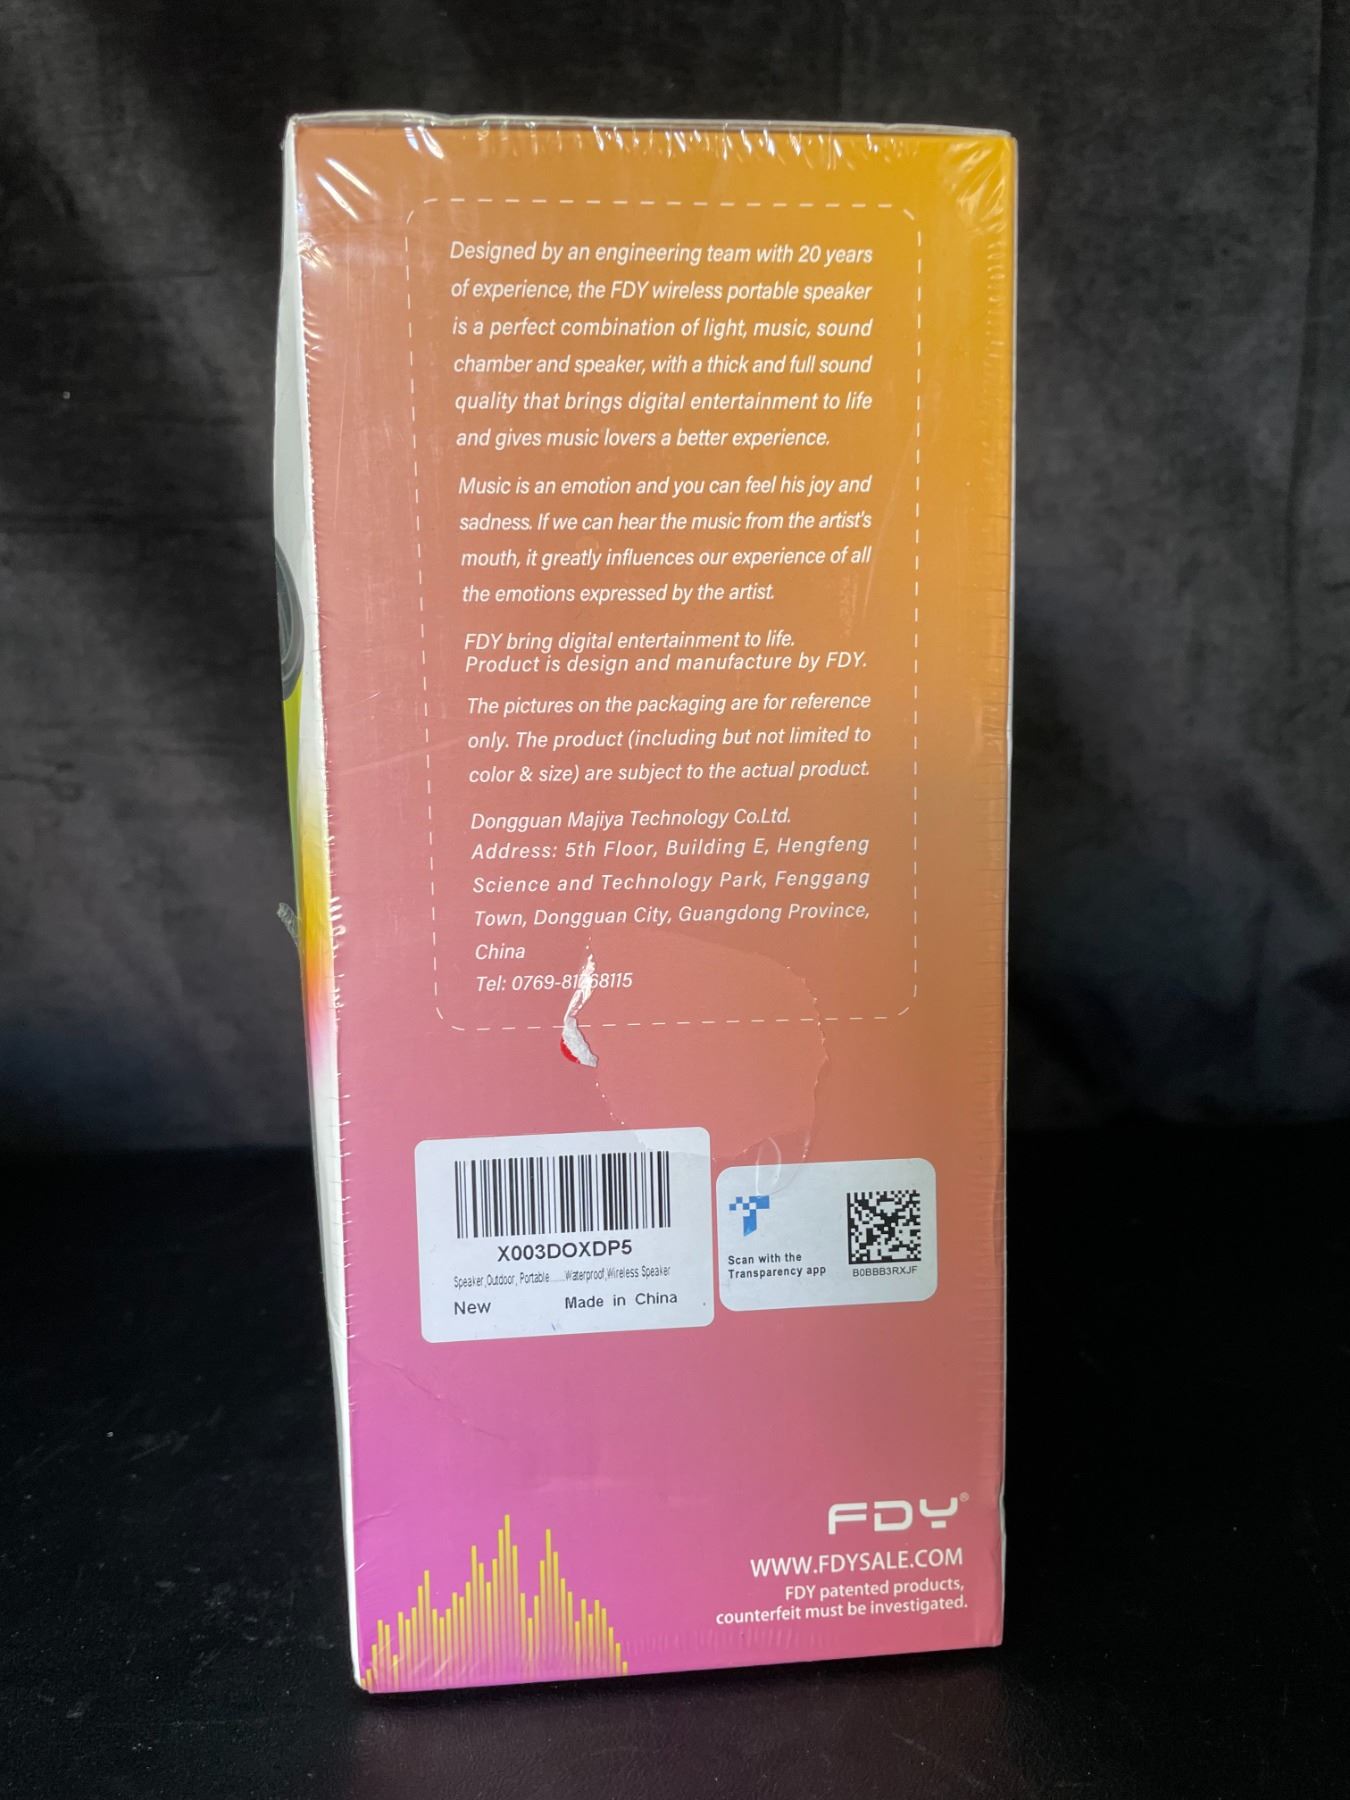 Designed by an engineering team with 20 years
of experience, the FDY wireless portable speaker
is a perfect combination of light, music, sound
chamber and speaker, with a thick and full sound
quality that brings digital entertainment to life
and gives music lovers a better experience.
Music is an emotion and you can feel his joy and
sadness. If we can hear the music from the artist's
mouth, it greatly influences our experience of all
the emotions expressed by the artist.
FDY bring digital entertainment to life.
Product is design and manufacture by FDY.
The pictures on the packaging are for reference
only. The product (including but not limited to
color & size) are subject to the actual product.
Dongguan Majiya Technology Co.Ltd.
Address: 5th Floor, Building E, Hengfeng
Science and Technology Park, Fenggang
Town, Dongguan City, Guangdong Province,
China
Tel:
X003DOXDP5
Speaker,Outdoor, Portable......Waterproof,Wireless Speaker
New Made in China
Scan with the
Transparency app
B0BBB3RXJF
FDY®
WWW.FDYSALE.COM
FDY patented products,
counterfeit must be investigated.